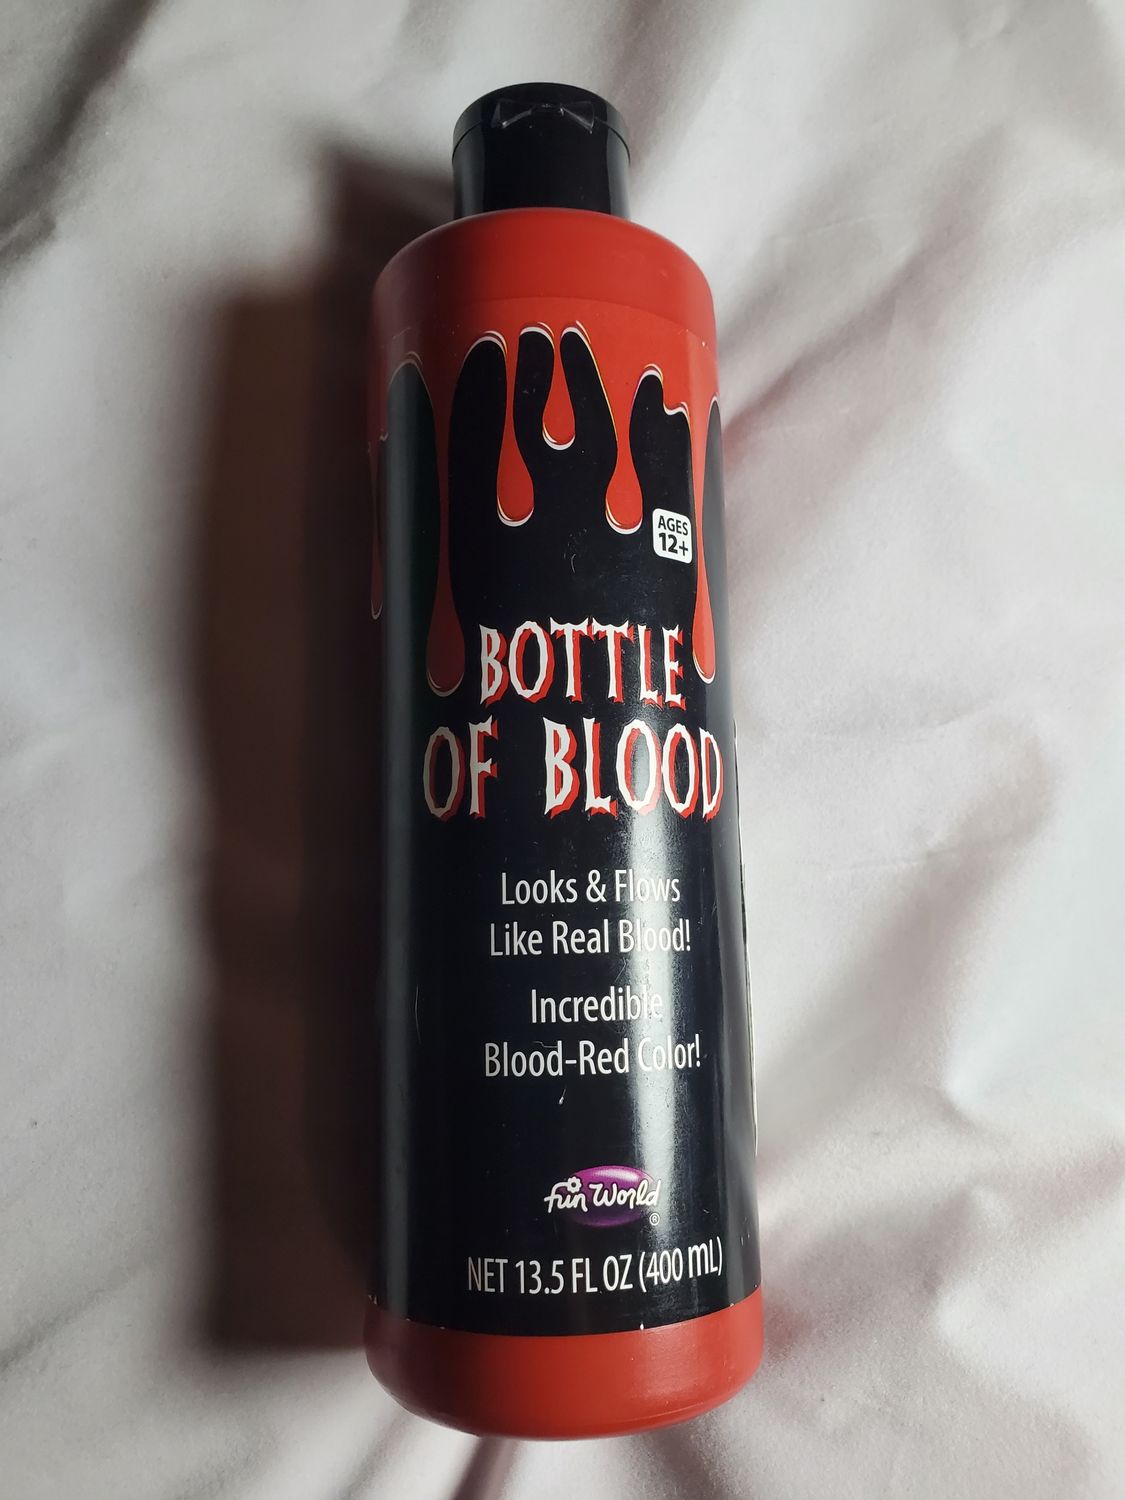 AGES
12+
BOTTLE
OF BLOOD
Looks & Flows
Like Real Blood!
Incredible
Blood-Red Color!
fun World
®
NET 13.5 FL OZ (400 mL)